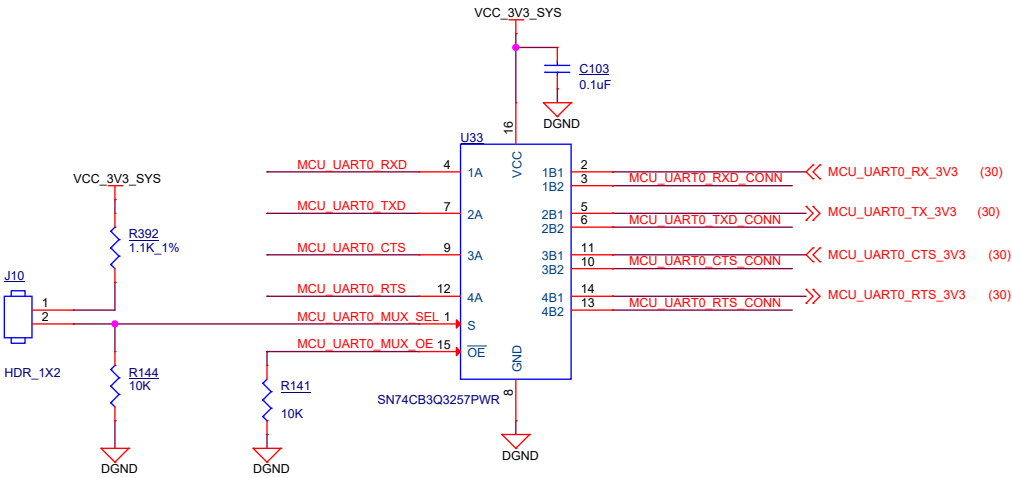 VCC_3V3_SYS
C103
0.1uF
DGND
16
U33
VCC
MCU_UART0_RXD 4 1A
1B1 2 MCU_UART0_RX_3V3 (30)
1B2 3 MCU_UART0_RXD_CONN
VCC_3V3_SYS
MCU_UART0_TXD 7 2A
2B1 5 MCU_UART0_TX_3V3 (30)
2B2 6 MCU_UART0_TXD_CONN
R392
1.1K_1%
MCU_UART0_CTS 9 3A
3B1 11 MCU_UART0_CTS_3V3 (30)
3B2 10 MCU_UART0_CTS_CONN
J10
1
2
HDR_1X2
MCU_UART0_RTS 12 4A
4B1 14 MCU_UART0_RTS_3V3 (30)
4B2 13 MCU_UART0_RTS_CONN
MCU_UART0_MUX_SEL 1 S
MCU_UART0_MUX_OE 15 OE
GND
8
R144
10K
R141
10K
SN74CB3Q3257PWR
DGND
DGND
DGND